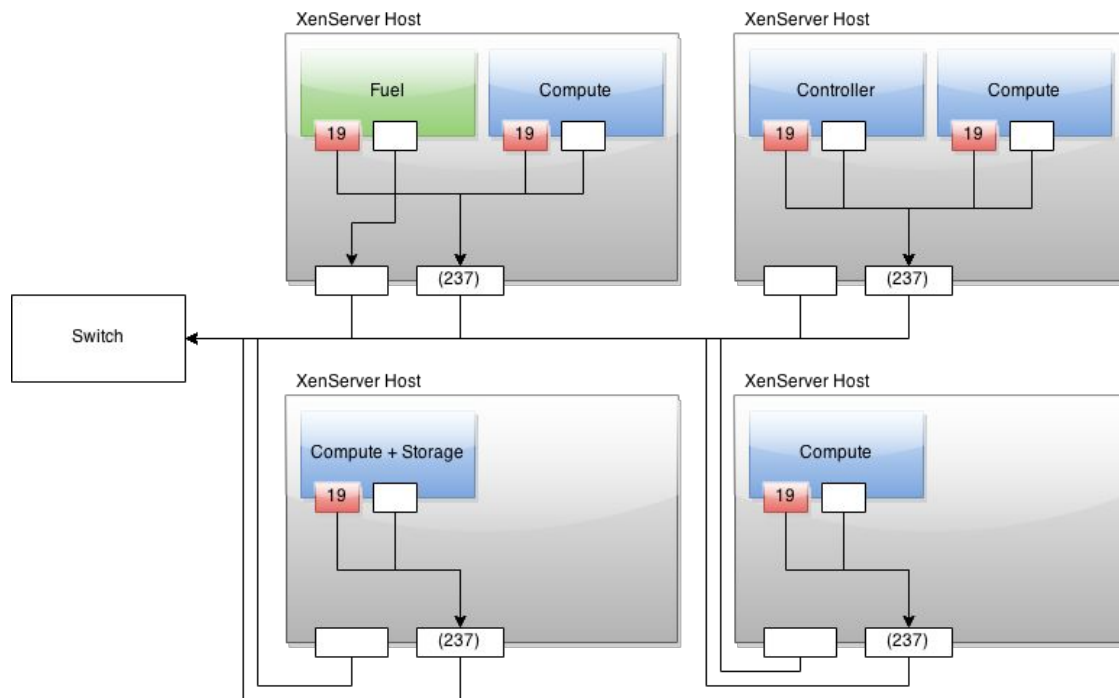 XenServer Host
XenServer Host
Fuel
Compute
Controller
Compute
19
19
19
19
(237)
(237)
Switch
XenServer Host
XenServer Host
Compute + Storage
Compute
19
19
(237)
(237)